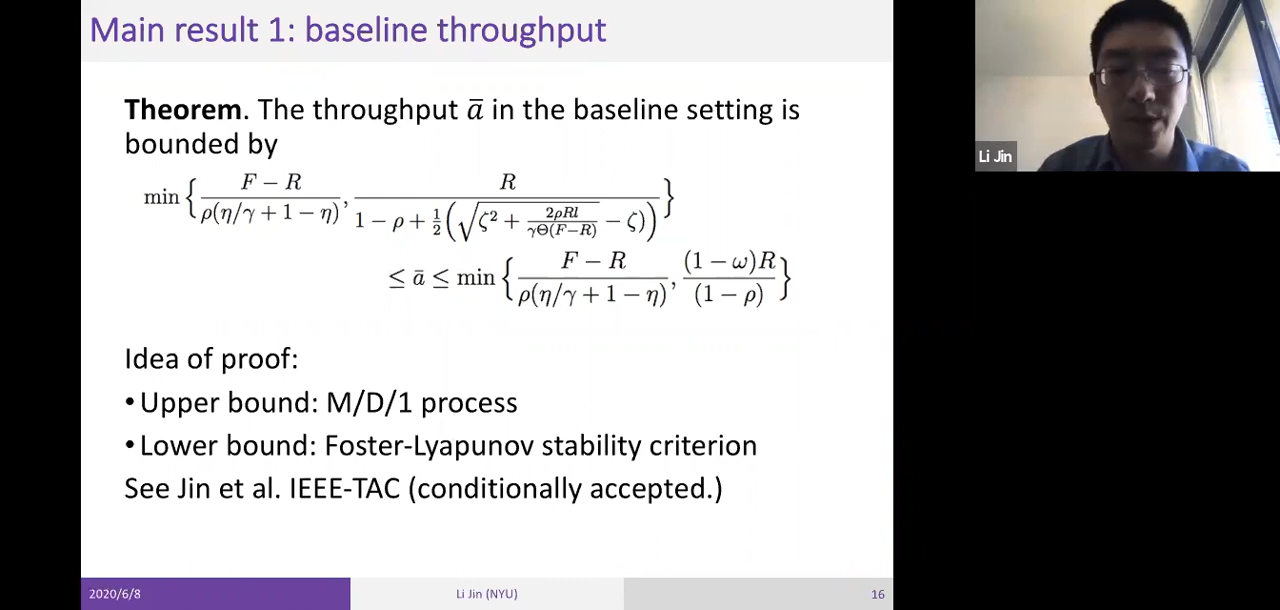 Main result 1: baseline throughput
Theorem. The throughput ā in the baseline setting is
bounded by
min { (F − R) / (ρ(η/γ + 1 − η)), R / (1 − ρ + ½(√(ζ² + 2ρRl / (γΘ(F−R))) − ζ)) }
≤ ā ≤ min { (F − R) / (ρ(η/γ + 1 − η)), (1 − ω)R / (1 − ρ) }
Idea of proof:
• Upper bound: M/D/1 process
• Lower bound: Foster-Lyapunov stability criterion
See Jin et al. IEEE-TAC (conditionally accepted.)
2020/6/8
Li Jin (NYU)
16
Li Jin